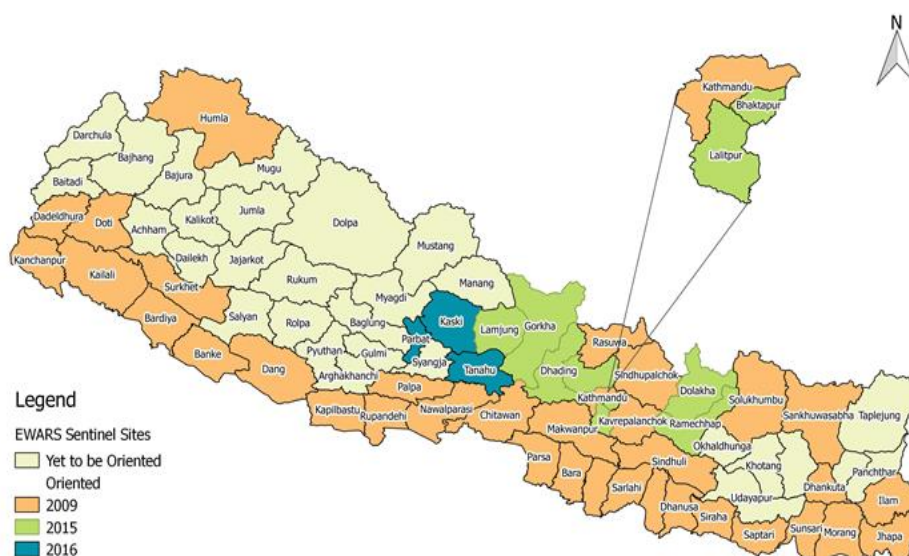 N
Kathmandu
Bhaktapur
Lalitpur
Humla
Darchula
Bajhang
Mugu
Bajura
Baitadi
Jumla
Dolpa
Dadeldhura
Doti
Kalikot
Achham
Mustang
Dailekh
Jajarkot
Kanchanpur
Kailali
Rukum
Manang
Surkhet
Myagdi
Kaski
Lamjung
Gorkha
Bardiya
Salyan
Rolpa
Baglung
Parbat
Rasuwa
Banke
Pyuthan
Gulmi
Syangja
Tanahu
Dhading
Sindhupalchok
Dang
Arghakhanchi
Palpa
Dolakha
Solukhumbu
Sankhuwasabha
Taplejung
Kapilbastu
Rupandehi
Nawalparasi
Chitawan
Kathmandu
Makwanpur
Kavrepalanchok
Ramechhap
Okhaldhunga
Khotang
Panchthar
Parsa
Bara
Sarlahi
Sindhuli
Udayapur
Dhankuta
Ilam
Dhanusa
Siraha
Saptari
Sunsari
Morang
Jhapa
Legend
EWARS Sentinel Sites
Yet to be Oriented
Oriented
2009
2015
2016